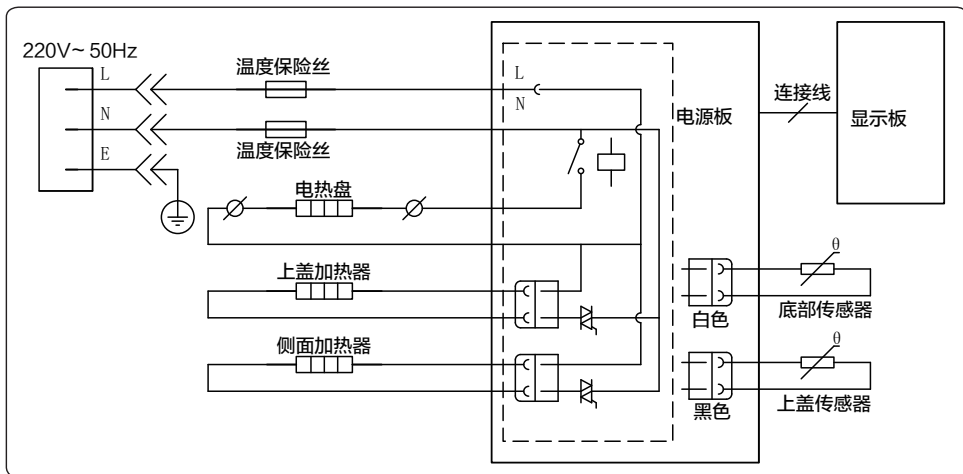 220V~ 50Hz
L
温度保险丝
L
N
N
温度保险丝
E
电源板
连接线
显示板
电热盘
上盖加热器
θ
底部传感器
白色
侧面加热器
θ
上盖传感器
黑色